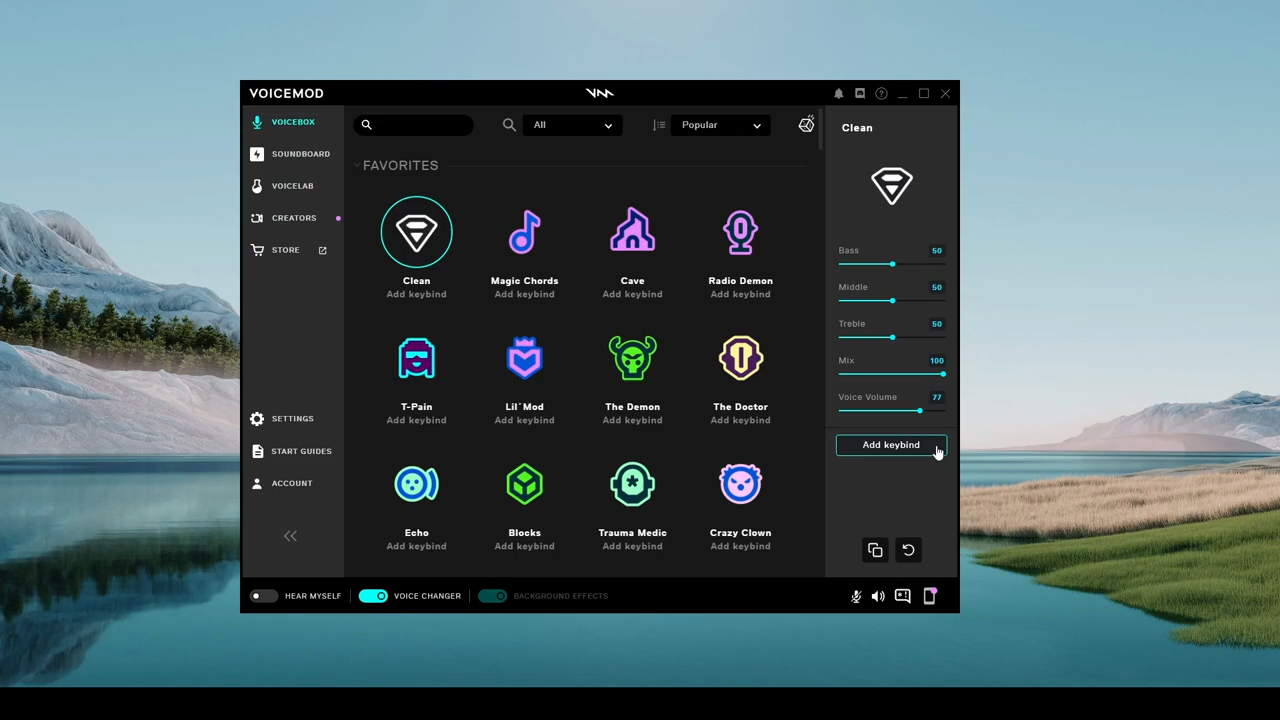 VOICEMOD
VOICEBOX
SOUNDBOARD
VOICELAB
CREATORS
STORE
SETTINGS
START GUIDES
ACCOUNT
All
Popular
FAVORITES
Clean
Add keybind
Magic Chords
Add keybind
Cave
Add keybind
Radio Demon
Add keybind
T-Pain
Add keybind
Lil´Mod
Add keybind
The Demon
Add keybind
The Doctor
Add keybind
Echo
Add keybind
Blocks
Add keybind
Trauma Medic
Add keybind
Crazy Clown
Add keybind
Clean
Bass 50
Middle 50
Treble 50
Mix 100
Voice Volume 77
Add keybind
HEAR MYSELF
VOICE CHANGER
BACKGROUND EFFECTS